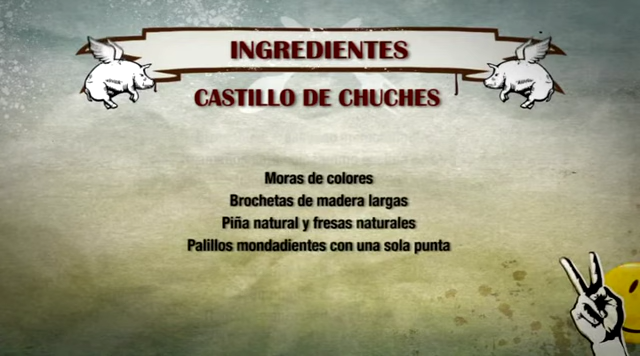 INGREDIENTES
CASTILLO DE CHUCHES
Moras de colores
Brochetas de madera largas
Piña natural y fresas naturales
Palillos mondadientes con una sola punta